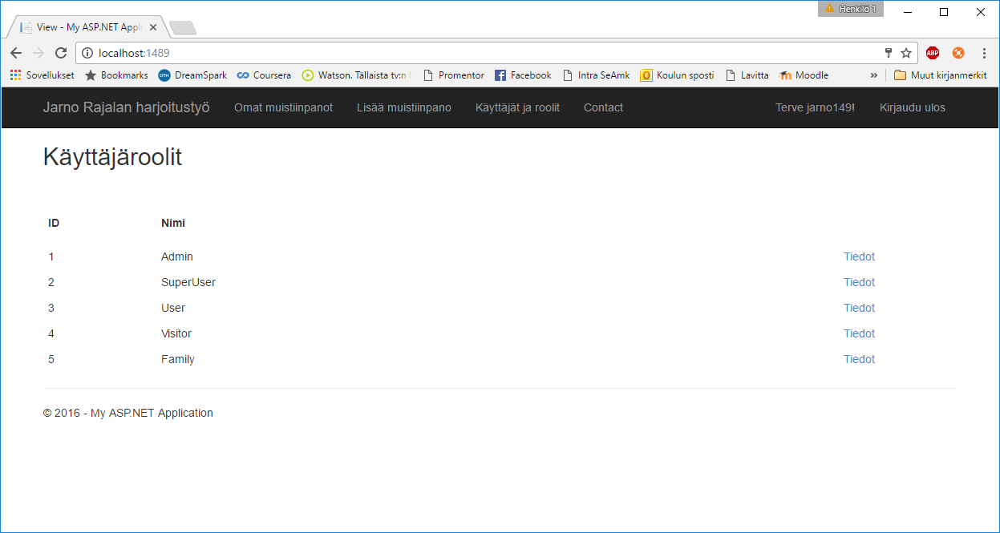 Henkilö 1
View - My ASP.NET Appli
localhost:1489
ABP
Sovellukset Bookmarks OTH DreamSpark Coursera Watson. Tällaista tv:n Promentor Facebook Intra SeAmk Koulun sposti Lavitta Moodle » Muut kirjanmerkit
Jarno Rajalan harjoitustyö Omat muistiinpanot Lisää muistiinpano Käyttäjät ja roolit Contact Terve jarno149! Kirjaudu ulos
Käyttäjäroolit
ID Nimi
1 Admin Tiedot
2 SuperUser Tiedot
3 User Tiedot
4 Visitor Tiedot
5 Family Tiedot
© 2016 - My ASP.NET Application